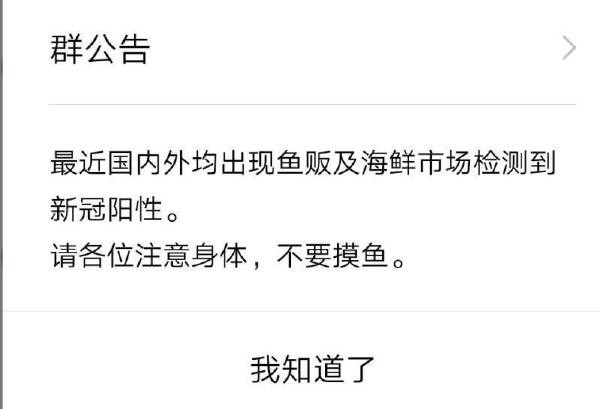 群公告
最近国内外均出现鱼贩及海鲜市场检测到
新冠阳性。
请各位注意身体，不要摸鱼。
我知道了